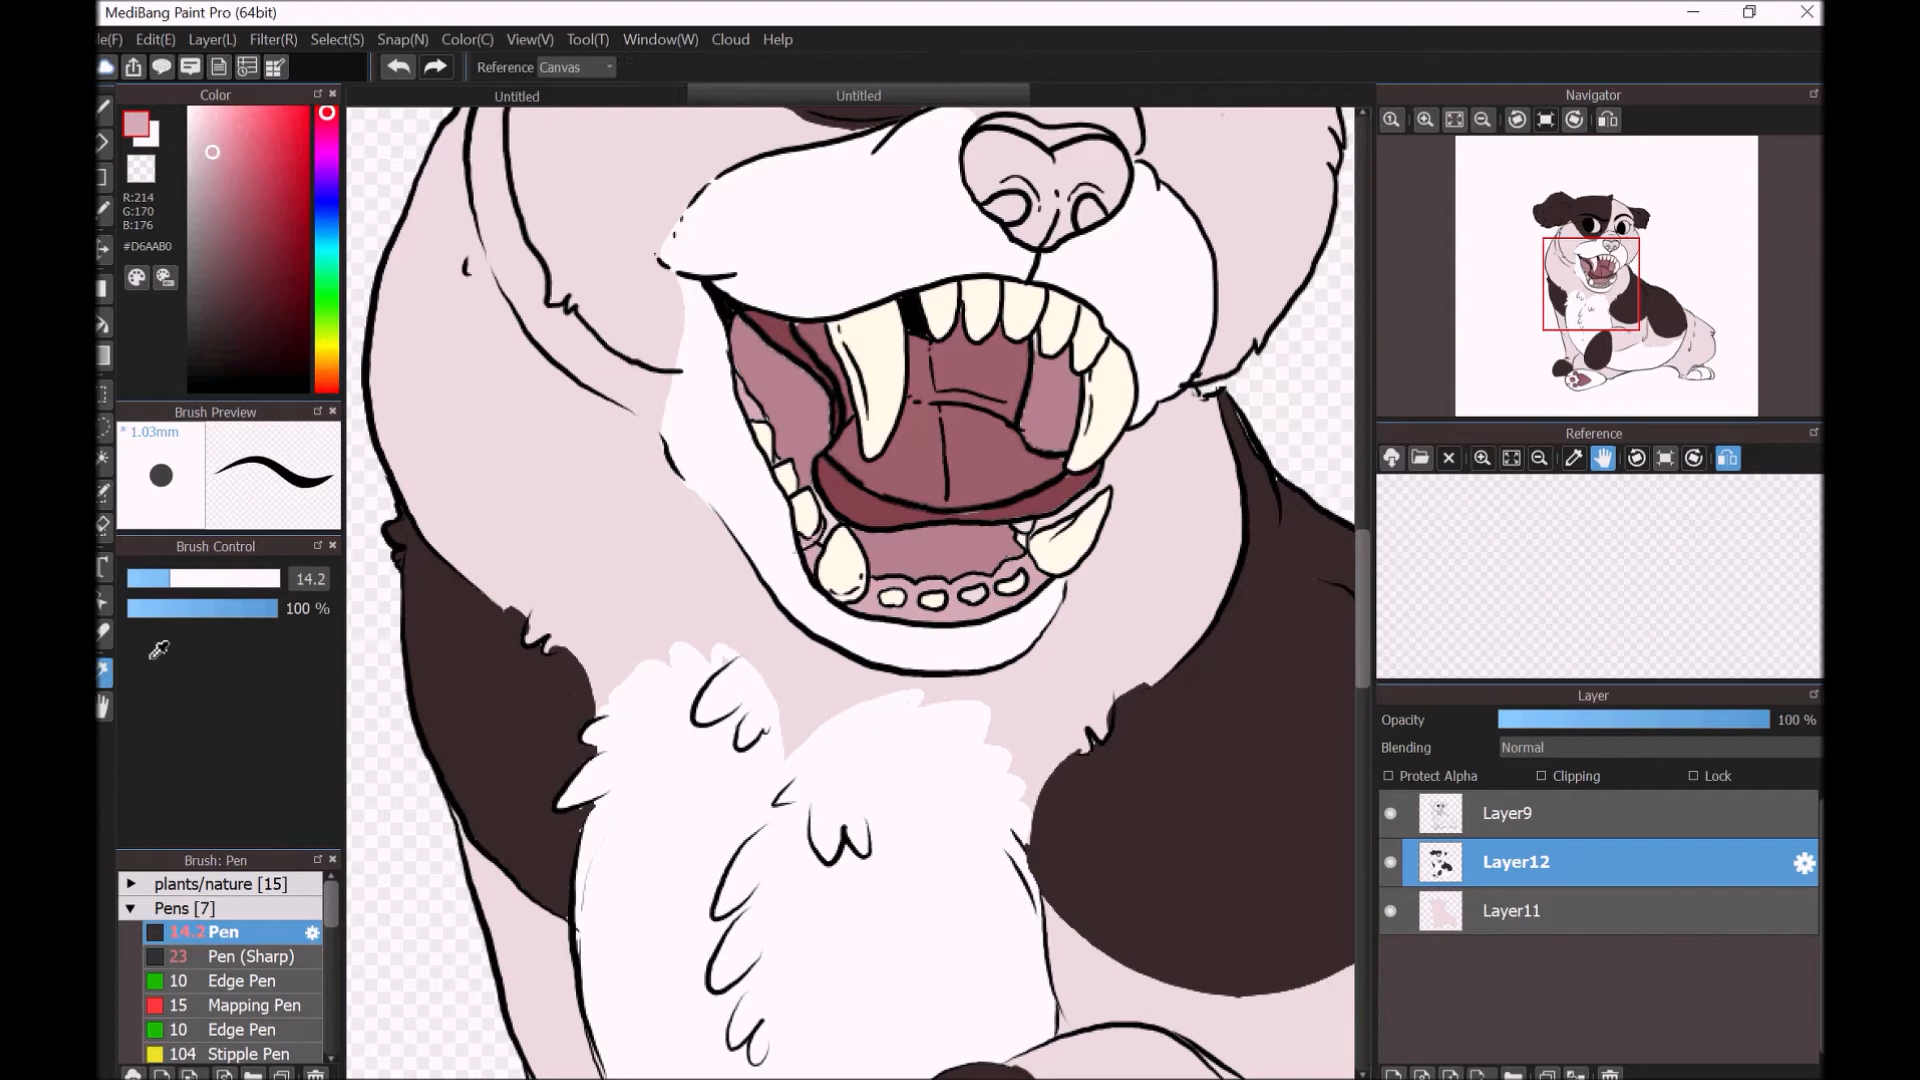 MediBang Paint Pro (64bit)
le(F) Edit(E) Layer(L) Filter(R) Select(S) Snap(N) Color(C) View(V) Tool(T) Window(W) Cloud Help
Reference Canvas
Color
Untitled Untitled
Navigator
R:214
G:170
B:176
#D6AAB0
Brush Preview
* 1.03mm
Reference
Brush Control
14.2
100 %
Layer
Opacity 100 %
Blending Normal
Protect Alpha Clipping Lock
Layer9
Layer12
Layer11
Brush: Pen
plants/nature [15]
Pens [7]
14.2 Pen
23 Pen (Sharp)
10 Edge Pen
15 Mapping Pen
10 Edge Pen
104 Stipple Pen